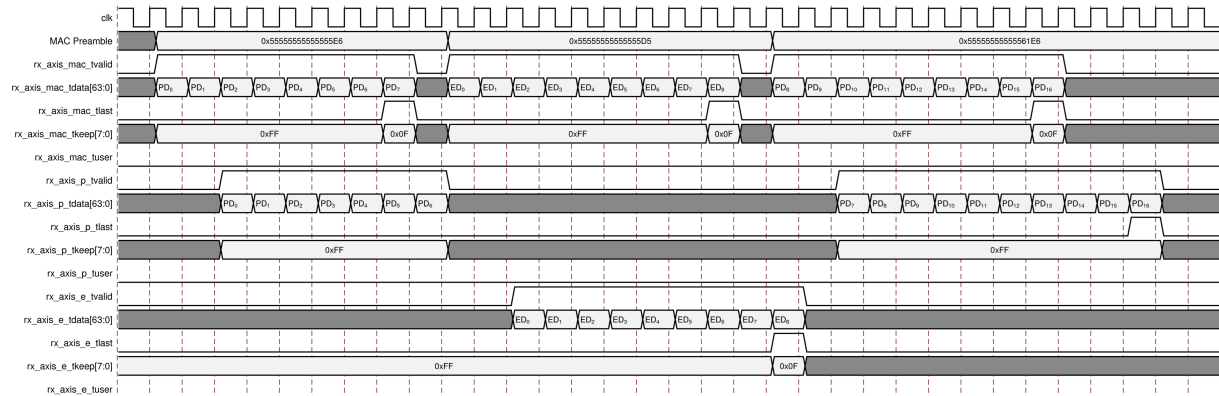 clk
MAC Preamble 0x55555555555555E6 0x55555555555555D5 0x55555555555561E6
rx_axis_mac_tvalid
rx_axis_mac_tdata[63:0] PD₀ PD₁ PD₂ PD₃ PD₄ PD₅ PD₆ PD₇ ED₀ ED₁ ED₂ ED₃ ED₄ ED₅ ED₆ ED₇ ED₈ PD₈ PD₉ PD₁₀ PD₁₁ PD₁₂ PD₁₃ PD₁₄ PD₁₅ PD₁₆
rx_axis_mac_tlast
rx_axis_mac_tkeep[7:0] 0xFF 0x0F 0xFF 0x0F 0xFF 0x0F
rx_axis_mac_tuser
rx_axis_p_tvalid
rx_axis_p_tdata[63:0] PD₀ PD₁ PD₂ PD₃ PD₄ PD₅ PD₆ PD₇ PD₈ PD₉ PD₁₀ PD₁₁ PD₁₂ PD₁₃ PD₁₄ PD₁₅ PD₁₆
rx_axis_p_tlast
rx_axis_p_tkeep[7:0] 0xFF 0xFF
rx_axis_p_tuser
rx_axis_e_tvalid
rx_axis_e_tdata[63:0] ED₀ ED₁ ED₂ ED₃ ED₄ ED₅ ED₆ ED₇ ED₈
rx_axis_e_tlast
rx_axis_e_tkeep[7:0] 0xFF 0x0F
rx_axis_e_tuser